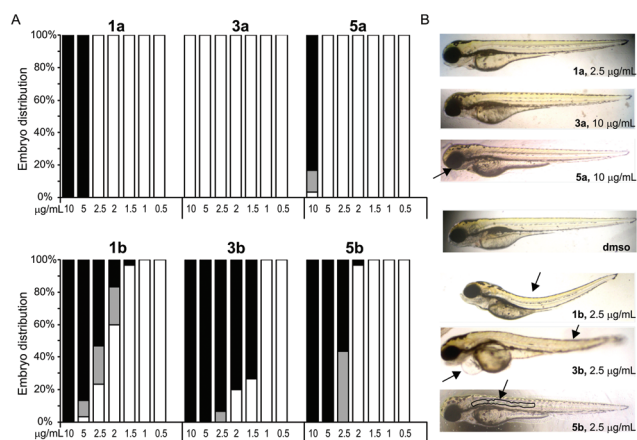 A
B
1a
3a
5a
Embryo distribution
100%
80%
60%
40%
20%
0%
µg/mL 10 5 2.5 2 1.5 1 0.5 10 5 2.5 2 1.5 1 0.5 10 5 2.5 2 1.5 1 0.5
1b
3b
5b
Embryo distribution
100%
80%
60%
40%
20%
0%
µg/mL 10 5 2.5 2 1.5 1 0.5 10 5 2.5 2 1.5 1 0.5 10 5 2.5 2 1.5 1 0.5
1a, 2.5 µg/mL
3a, 10 µg/mL
5a, 10 µg/mL
dmso
1b, 2.5 µg/mL
3b, 2.5 µg/mL
5b, 2.5 µg/mL